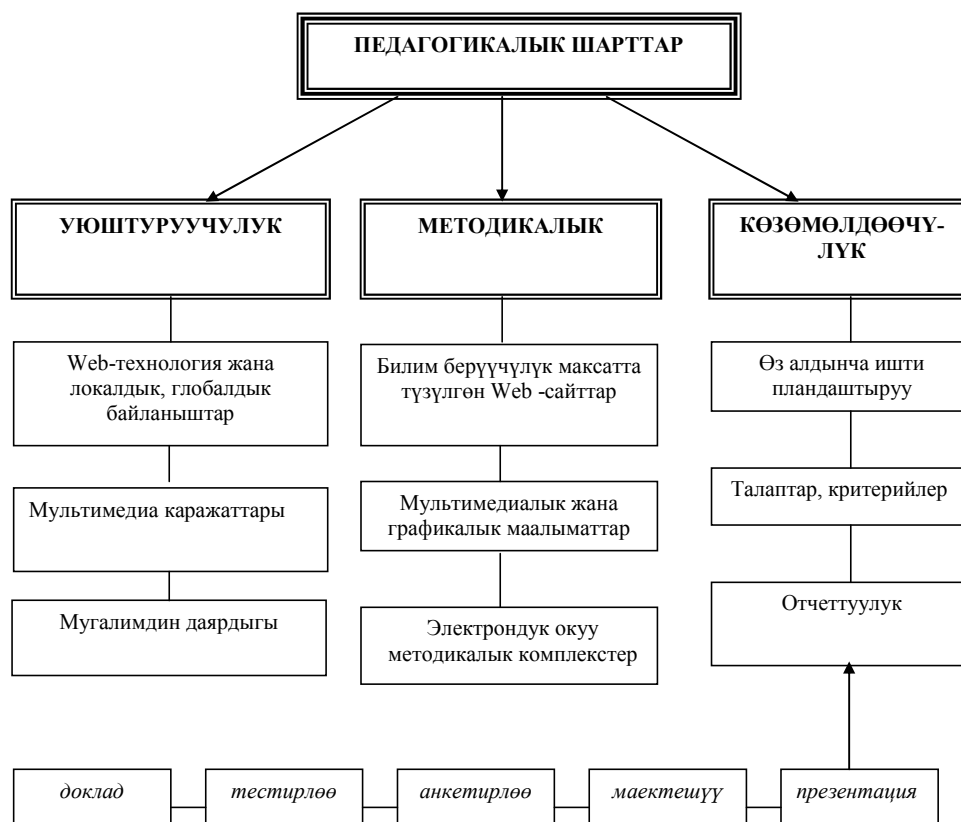 ПЕДАГОГИКАЛЫК ШАРТТАР
УЮШТУРУУЧУЛУК
МЕТОДИКАЛЫК
КӨЗӨМӨЛДӨӨЧҮ-
ЛҮК
Web-технология жана
локалдык, глобалдык
байланыштар
Билим берүүчүлүк максатта
түзүлгөн Web -сайттар
Өз алдынча ишти
пландаштыруу
Мультимедиа каражаттары
Мультимедиалык жана
графикалык маалыматтар
Талаптар, критерийлер
Мугалимдин даярдыгы
Электрондук окуу
методикалык комплекстер
Отчеттуулук
доклад
тестирлөө
анкетирлөө
маектешүү
презентация